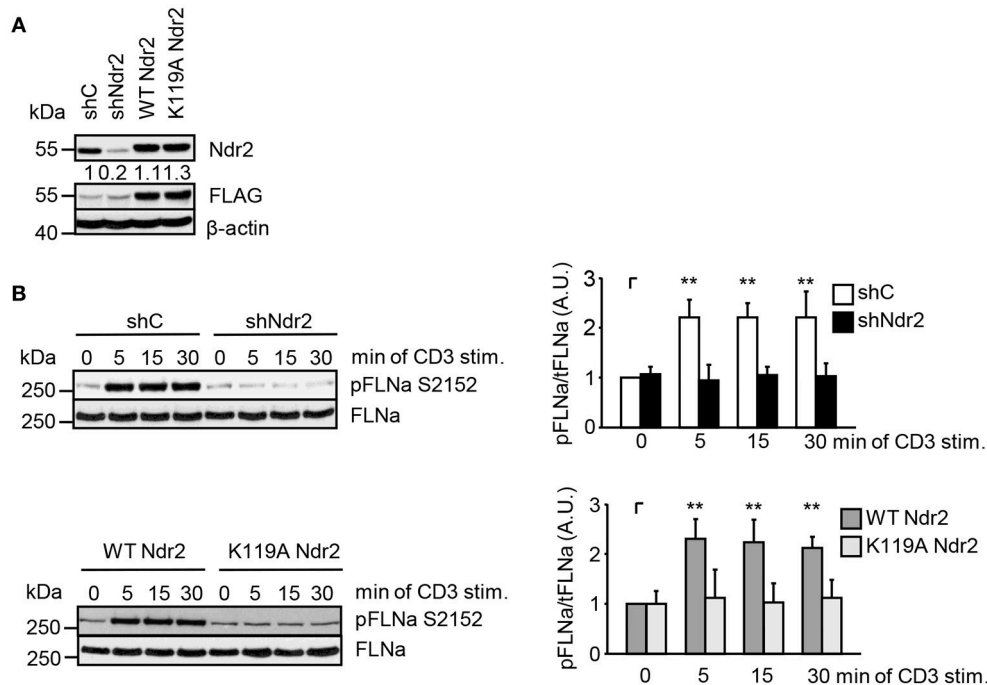 A
shC
shNdr2
WT Ndr2
K119A Ndr2
kDa
55 Ndr2
1 0.2 1.1 1.3
55 FLAG
40 β-actin
B
shC shNdr2
kDa 0 5 15 30 0 5 15 30 min of CD3 stim.
250 pFLNa S2152
250 FLNa
pFLNa/tFLNa (A.U.)
3
2
1
0
** ** **
shC
shNdr2
0 5 15 30 min of CD3 stim.
WT Ndr2 K119A Ndr2
kDa 0 5 15 30 0 5 15 30 min of CD3 stim.
250 pFLNa S2152
250 FLNa
pFLNa/tFLNa (A.U.)
3
2
1
0
** ** **
WT Ndr2
K119A Ndr2
0 5 15 30 min of CD3 stim.